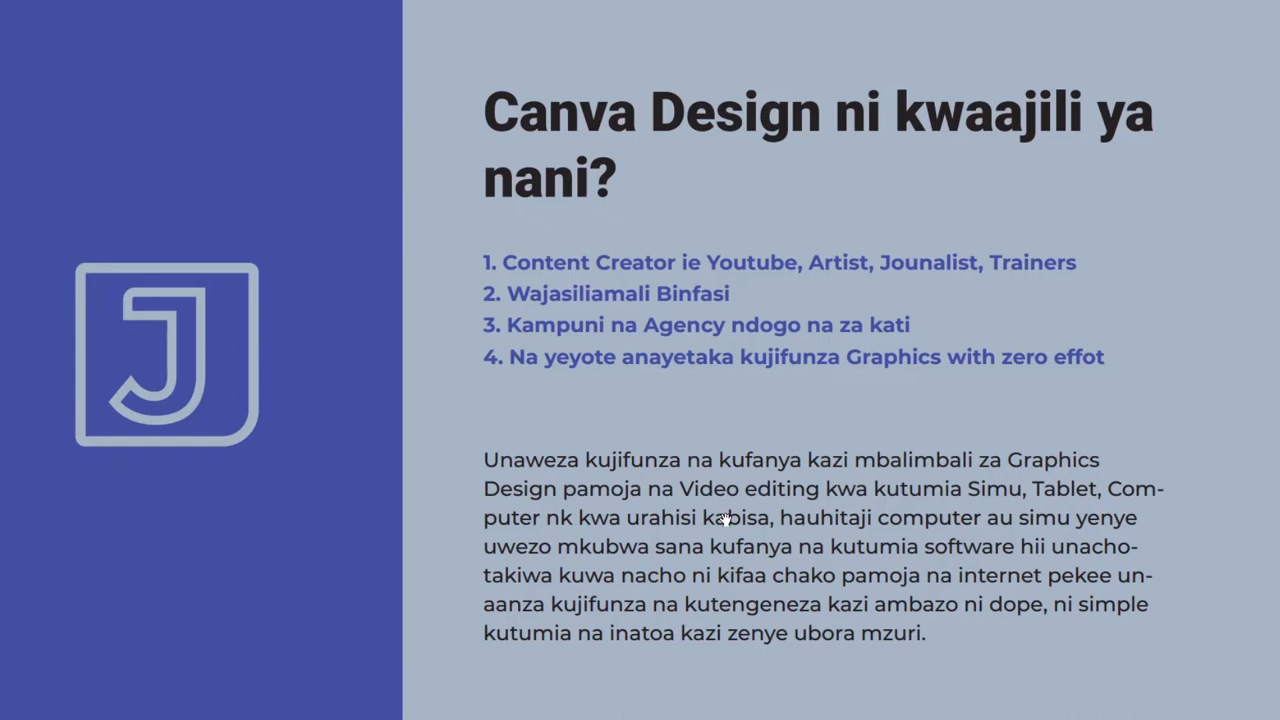 Canva Design ni kwaajili ya
nani?
1. Content Creator ie Youtube, Artist, Jounalist, Trainers
2. Wajasiliamali Binfasi
3. Kampuni na Agency ndogo na za kati
4. Na yeyote anayetaka kujifunza Graphics with zero effot
J
Unaweza kujifunza na kufanya kazi mbalimbali za Graphics
Design pamoja na Video editing kwa kutumia Simu, Tablet, Com-
puter nk kwa urahisi kabisa, hauhitaji computer au simu yenye
uwezo mkubwa sana kufanya na kutumia software hii unacho-
takiwa kuwa nacho ni kifaa chako pamoja na internet pekee un-
aanza kujifunza na kutengeneza kazi ambazo ni dope, ni simple
kutumia na inatoa kazi zenye ubora mzuri.